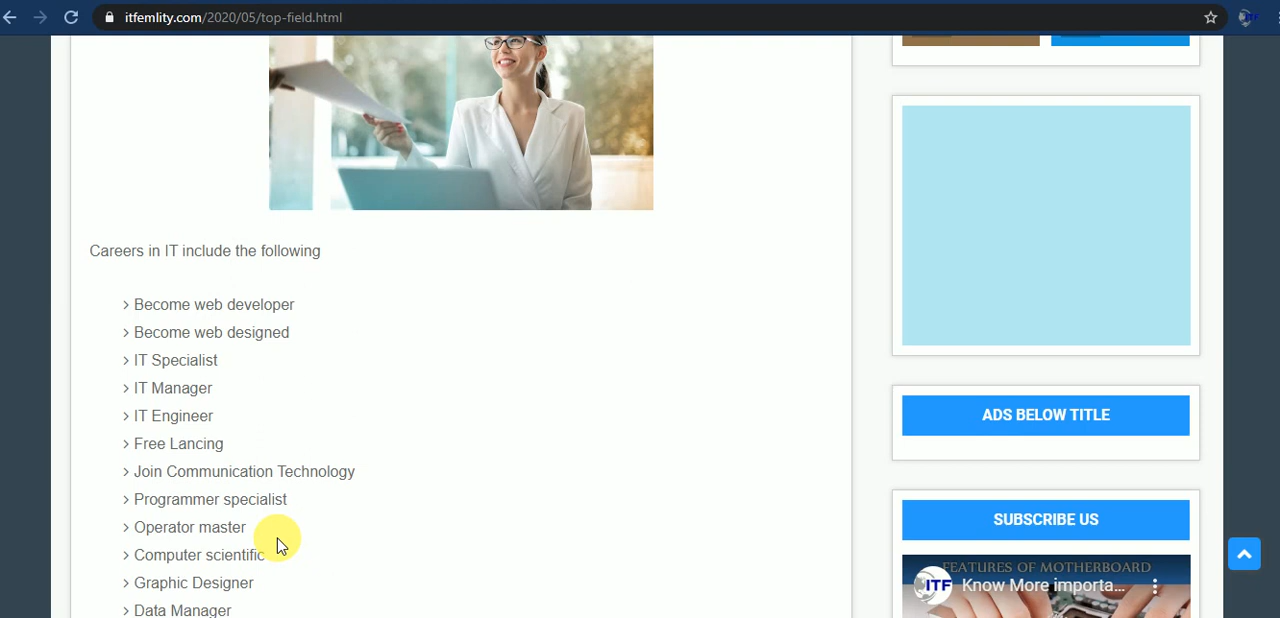 itfemlity.com/2020/05/top-field.html
Careers in IT include the following
> Become web developer
> Become web designed
> IT Specialist
> IT Manager
> IT Engineer
> Free Lancing
> Join Communication Technology
> Programmer specialist
> Operator master
> Computer scientific
> Graphic Designer
> Data Manager
ADS BELOW TITLE
SUBSCRIBE US
FEATURES OF MOTHERBOARD
ITF Know More importa...